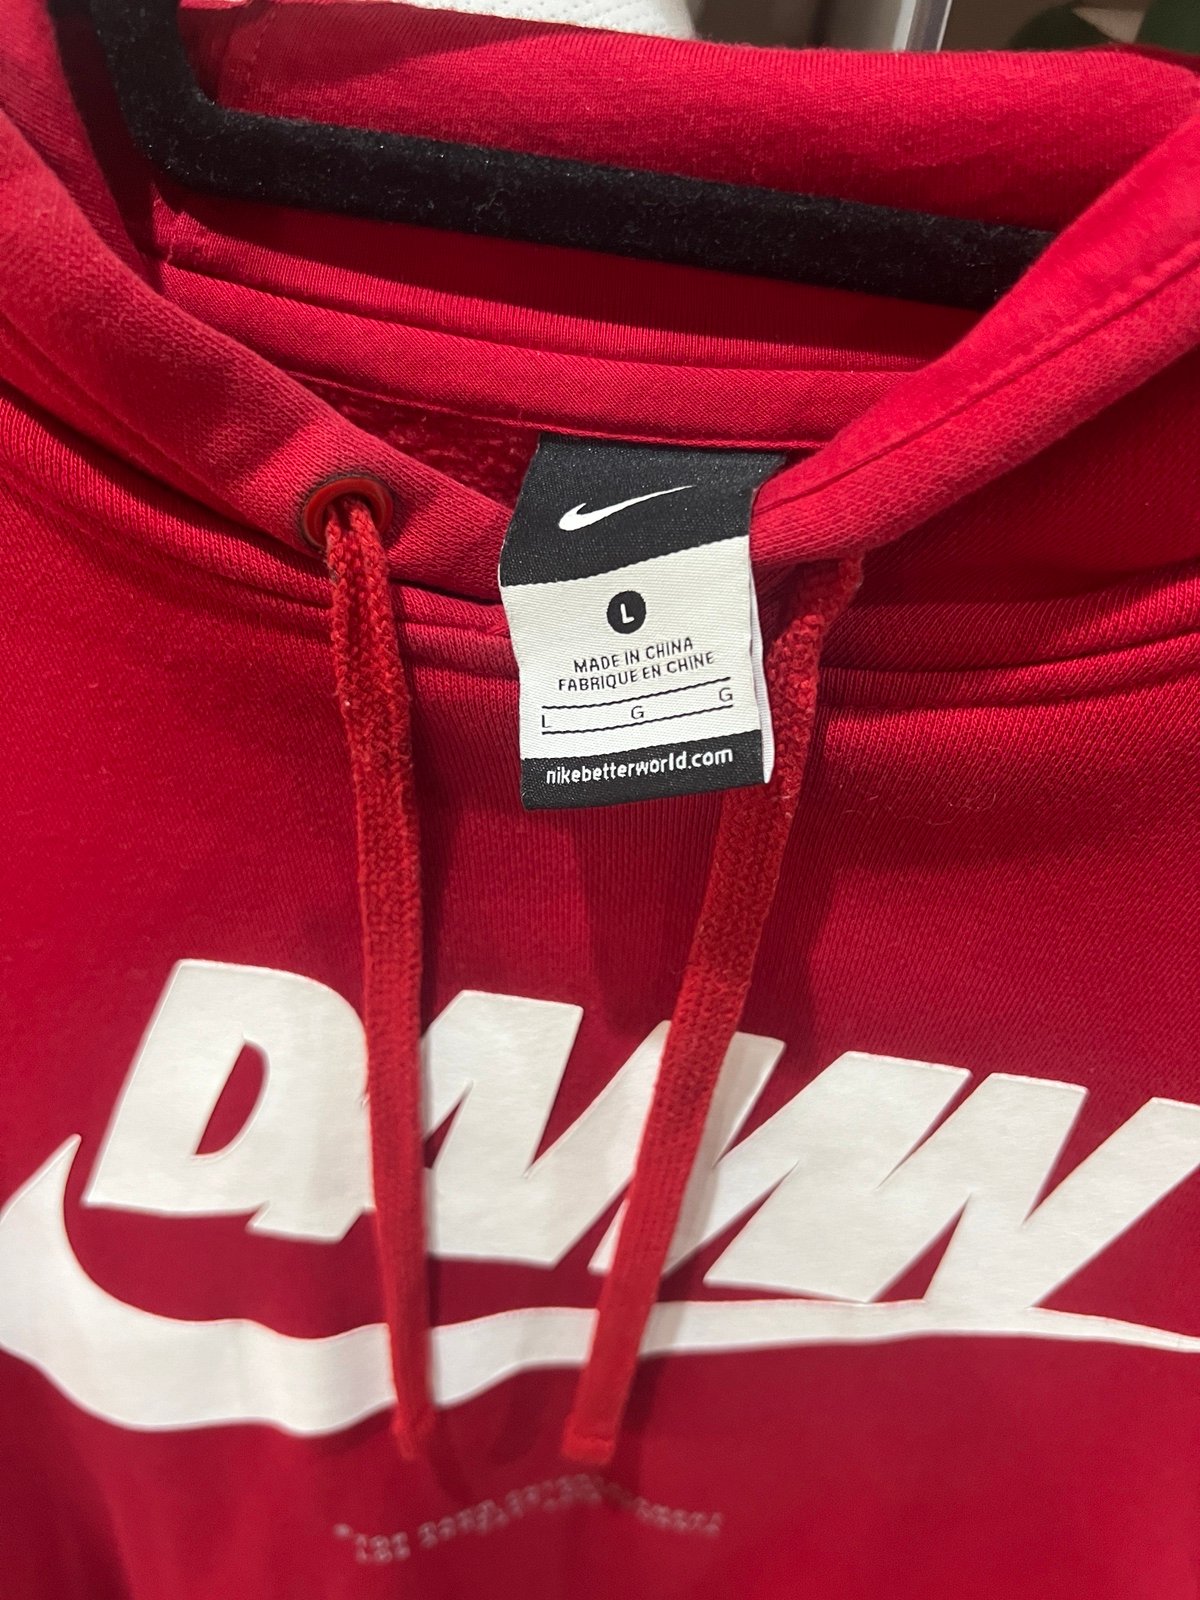 L
MADE IN CHINA
FABRIQUE EN CHINE
L G G
nikebetterworld.com
DAMN